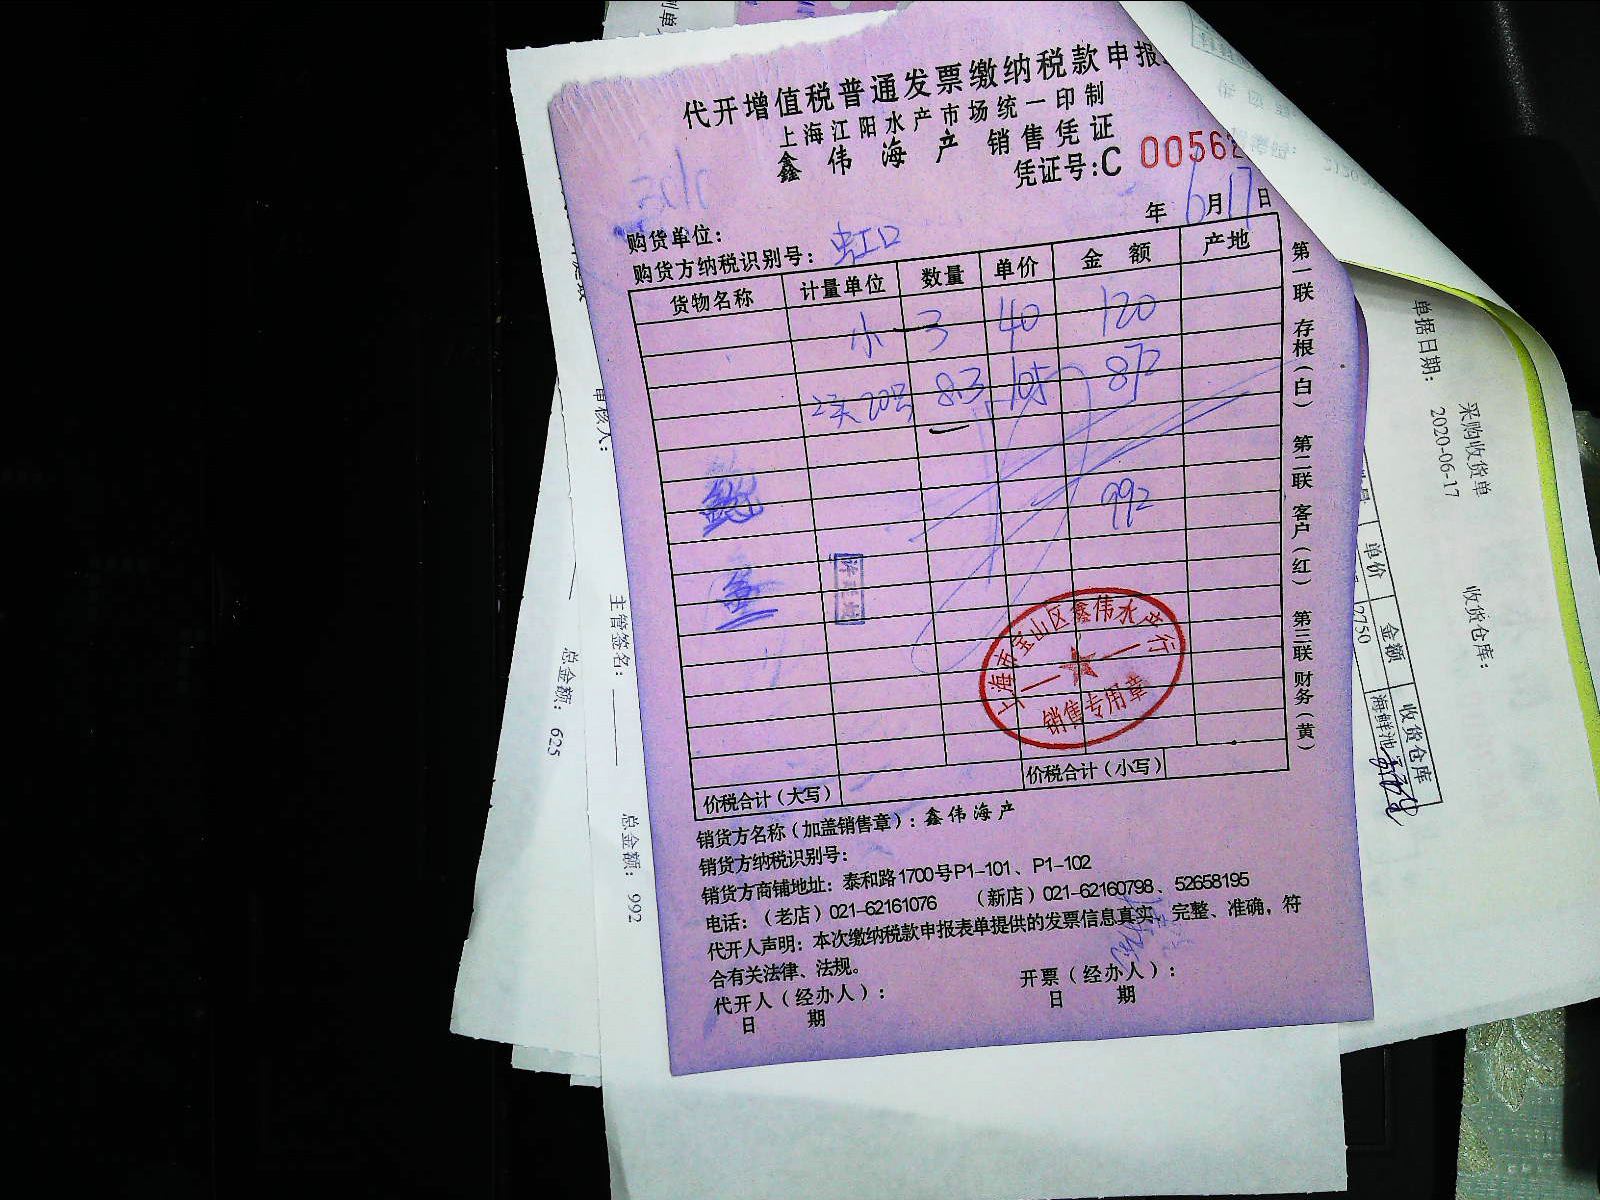 代开增值税普通发票缴纳税款申报
上海江阳水产市场统一印制
鑫伟海产 销售凭证
凭证号:C 0056
年 6月17日
购货单位:
购货方纳税识别号: 虹口
货物名称 计量单位 数量 单价 金额 产地
小 3 40 120
8.3 105 872
992
上海市宝山区鑫伟水产行
销售专用章
价税合计（大写） 价税合计（小写）
销货方名称（加盖销售章）: 鑫伟海产
销货方纳税识别号:
销货方商铺地址: 泰和路1700号P1-101、P1-102
电话:（老店）021-62161076 （新店）021-62160798、52658195
代开人声明: 本次缴纳税款申报表单提供的发票信息真实、完整、准确，符
合有关法律、法规。
代开人（经办人）: 开票（经办人）:
日 期 日 期
第一联 存根（白） 第二联 客户（红） 第三联 财务（黄）
审核人:
主管签名:
总金额: 625
总金额: 992
采购收货单
单据日期: 2020-06-17
收货仓库:
单价 金额 收货仓库
2750 海鲜池